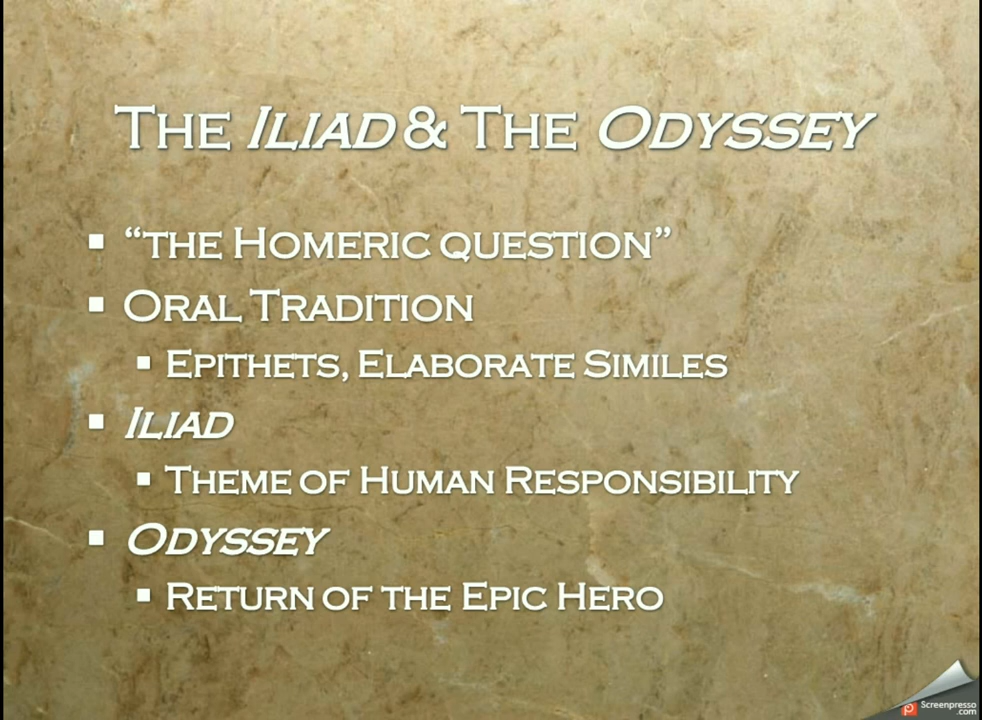 The Iliad & The Odyssey
“the Homeric question”
Oral Tradition
Epithets, Elaborate Similes
Iliad
Theme of Human Responsibility
Odyssey
Return of the Epic Hero
Screenpresso
.com